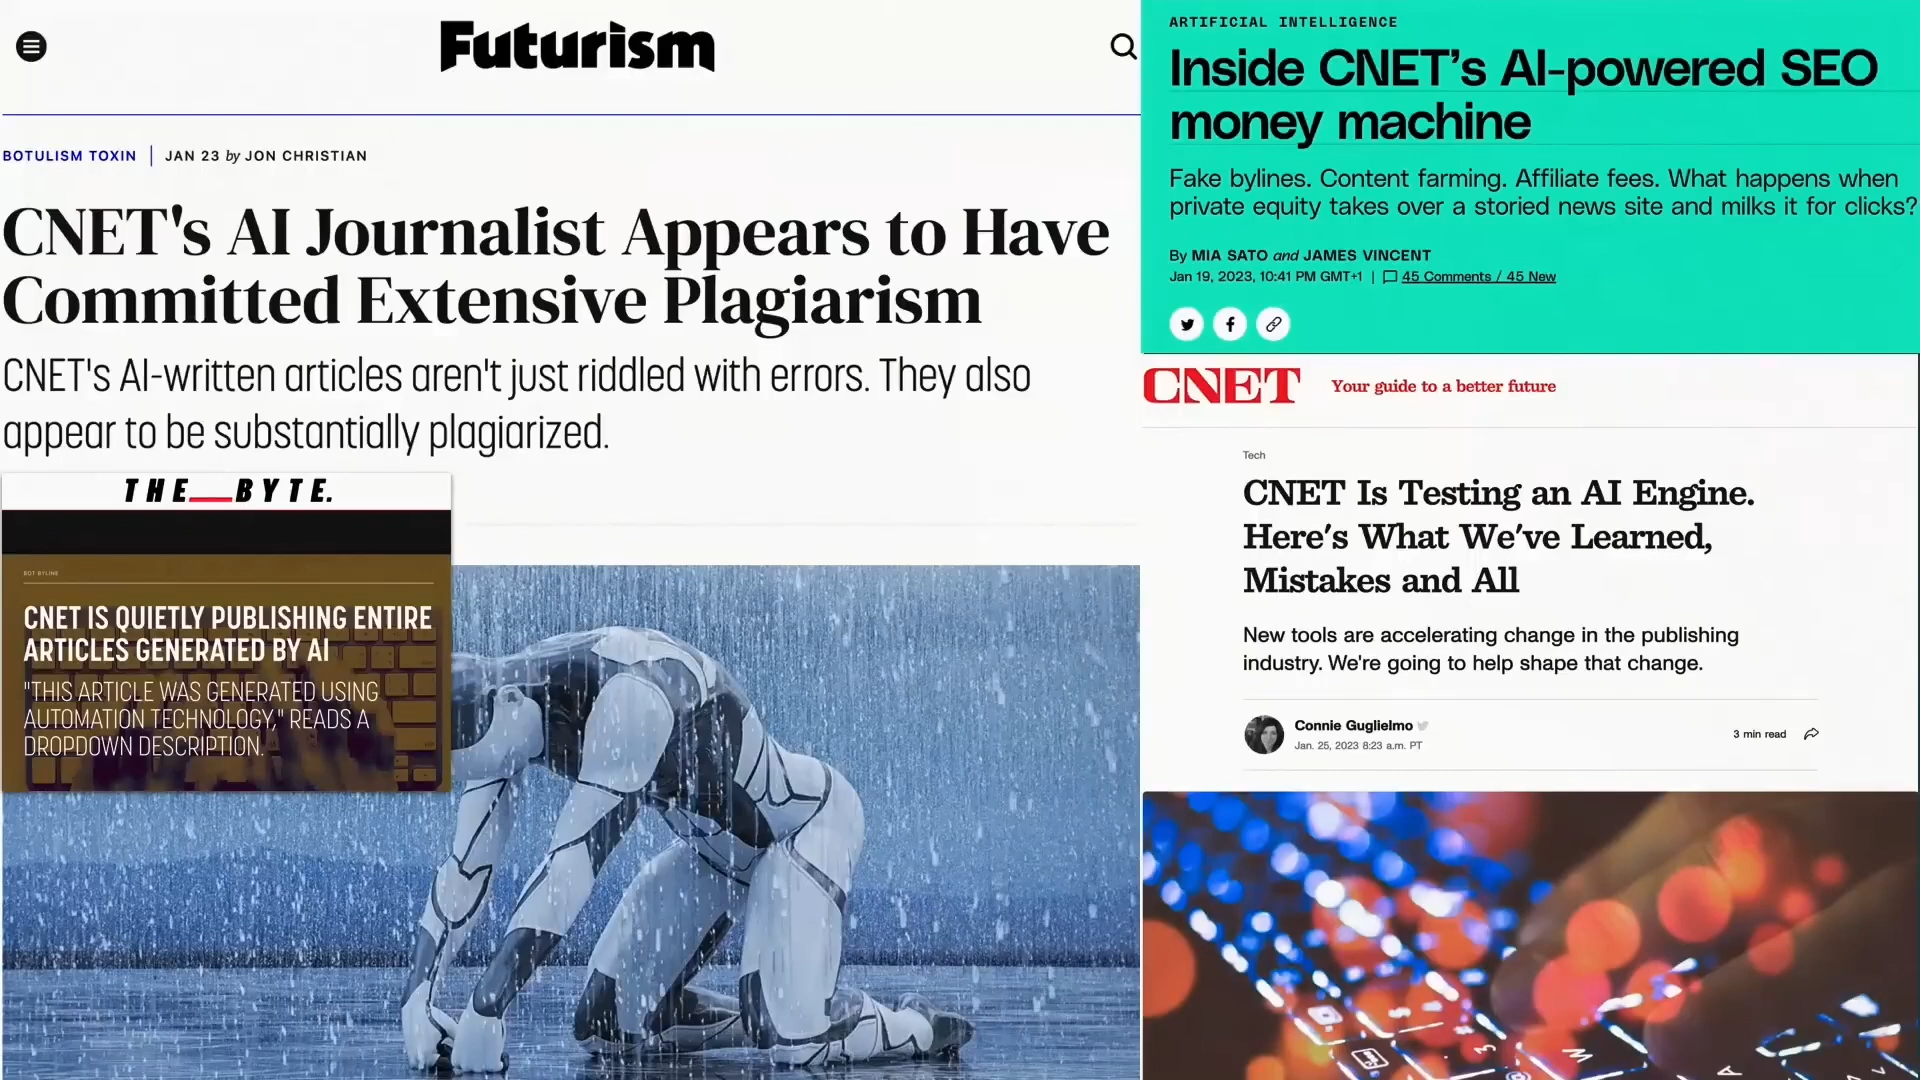 Futurism
BOTULISM TOXIN | JAN 23 by JON CHRISTIAN
CNET's AI Journalist Appears to Have
Committed Extensive Plagiarism
CNET's AI-written articles aren't just riddled with errors. They also
appear to be substantially plagiarized.
THE__BYTE.
BOT BYLINE
CNET IS QUIETLY PUBLISHING ENTIRE
ARTICLES GENERATED BY AI
"THIS ARTICLE WAS GENERATED USING
AUTOMATION TECHNOLOGY," READS A
DROPDOWN DESCRIPTION.
ARTIFICIAL INTELLIGENCE
Inside CNET's AI-powered SEO
money machine
Fake bylines. Content farming. Affiliate fees. What happens when
private equity takes over a storied news site and milks it for clicks?
By MIA SATO and JAMES VINCENT
Jan 19, 2023, 10:41 PM GMT+1 | 45 Comments / 45 New
CNET Your guide to a better future
Tech
CNET Is Testing an AI Engine.
Here's What We've Learned,
Mistakes and All
New tools are accelerating change in the publishing
industry. We're going to help shape that change.
Connie Guglielmo
Jan. 25, 2023 8:23 a.m. PT
3 min read